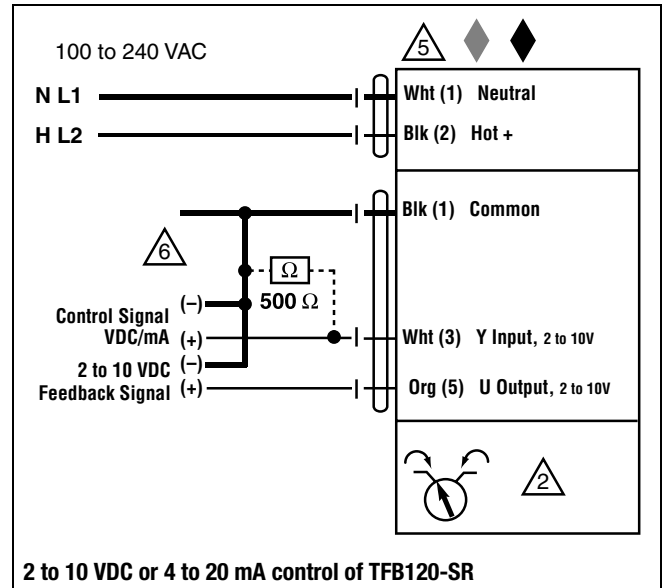 100 to 240 VAC
5
N L1
Wht (1) Neutral
H L2
Blk (2) Hot +
Blk (1) Common
6
Ω
500 Ω
Control Signal (–)
VDC/mA (+)
Wht (3) Y Input, 2 to 10V
2 to 10 VDC (–)
Feedback Signal (+)
Org (5) U Output, 2 to 10V
2
2 to 10 VDC or 4 to 20 mA control of TFB120-SR